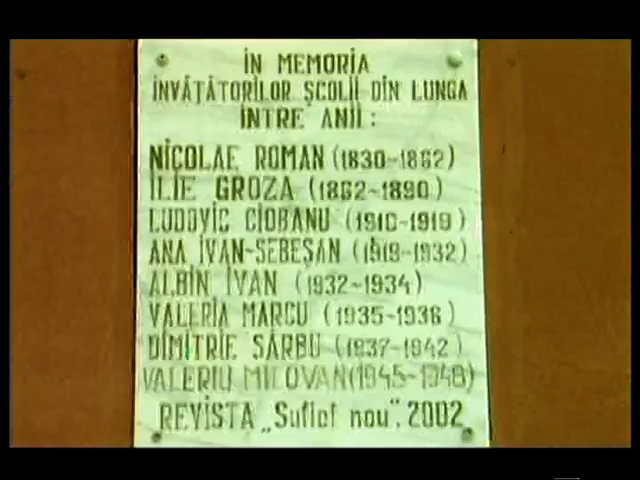 ÎN MEMORIA
ÎNVĂȚĂTORILOR ȘCOLII DIN LUNGA
ÎNTRE ANII:
NICOLAE ROMAN (1830-1862)
ILIE GROZA (1862-1890)
LUDOVIC CIOBANU (1910-1919)
ANA IVAN-SEBEȘAN (1919-1932)
ALBIN IVAN (1932-1934)
VALERIA MARCU (1935-1936)
DIMITRIE SÂRBU (1937-1942)
VALERIU MILOVAN (1945-1948)
REVISTA „Suflet nou", 2002